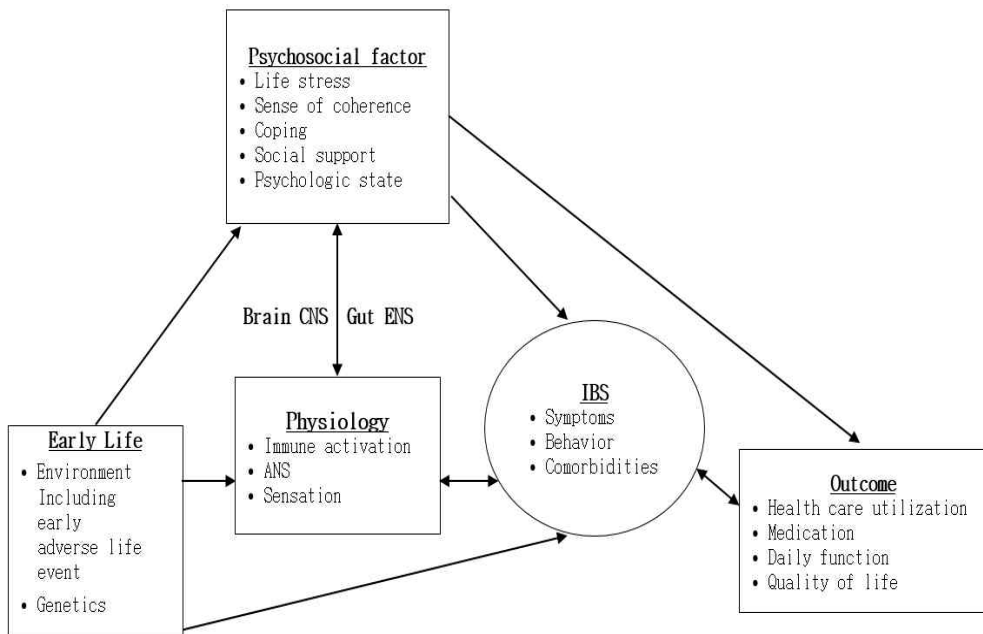 Psychosocial factor
• Life stress
• Sense of coherence
• Coping
• Social support
• Psychologic state
Brain CNS Gut ENS
Early Life
• Environment
Including
early
adverse life
event
• Genetics
Physiology
• Immune activation
• ANS
• Sensation
IBS
• Symptoms
• Behavior
• Comorbidities
Outcome
• Health care utilization
• Medication
• Daily function
• Quality of life